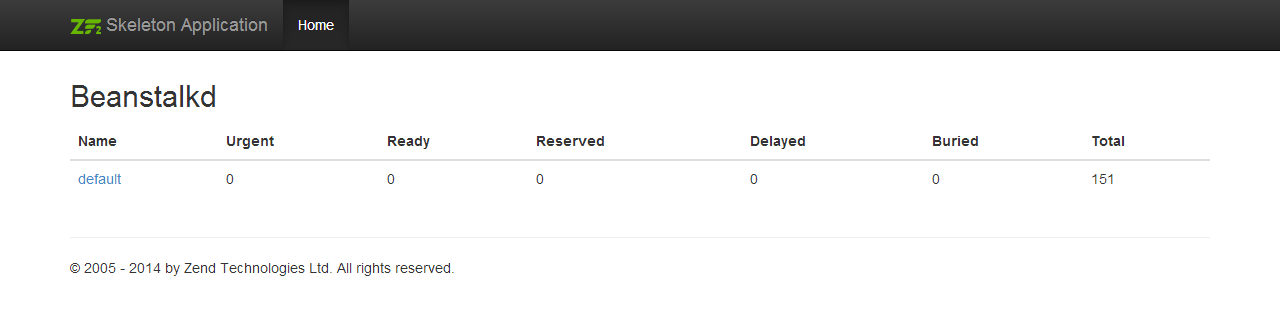 ZF2 Skeleton Application Home
Beanstalkd
Name Urgent Ready Reserved Delayed Buried Total
default 0 0 0 0 0 151
© 2005 - 2014 by Zend Technologies Ltd. All rights reserved.